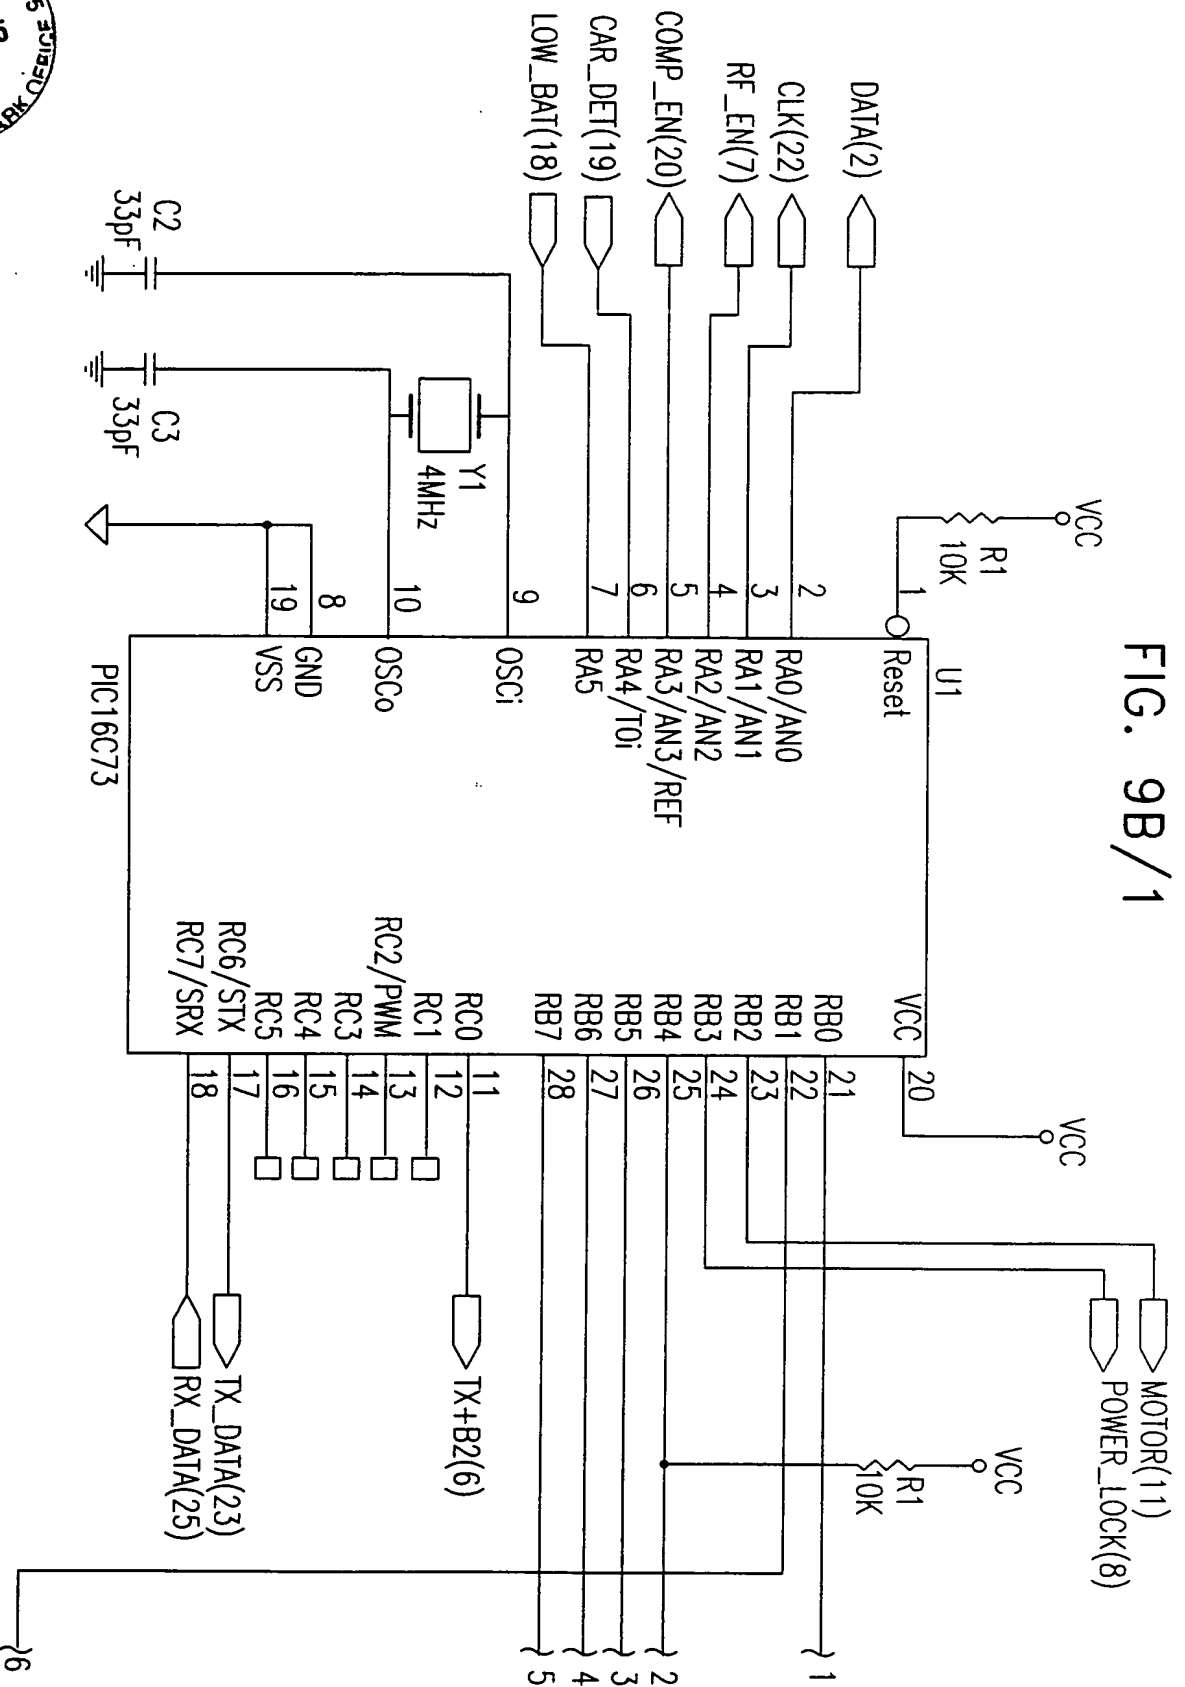 FIG. 9B/1
VCC
R1
10K
1
DATA(2)
CLK(22)
RF_EN(7)
COMP_EN(20)
CAR_DET(19)
LOW_BAT(18)
2
3
4
5
6
7
Y1
4MHz
C2
33pF
C3
33pF
9
10
8
19
U1
Reset
RA0/AN0
RA1/AN1
RA2/AN2
RA3/AN3/REF
RA4/T0i
RA5
OSCi
OSCo
GND
VSS
PIC16C73
VCC
RB0
RB1
RB2
RB3
RB4
RB5
RB6
RB7
RC0
RC1
RC2/PWM
RC3
RC4
RC5
RC6/STX
RC7/SRX
20
21
22
23
24
25
26
27
28
11
12
13
14
15
16
17
18
VCC
MOTOR(11)
POWER_LOCK(8)
VCC
R1
10K
TX+B2(6)
TX_DATA(23)
RX_DATA(25)
1
2
3
4
5
6